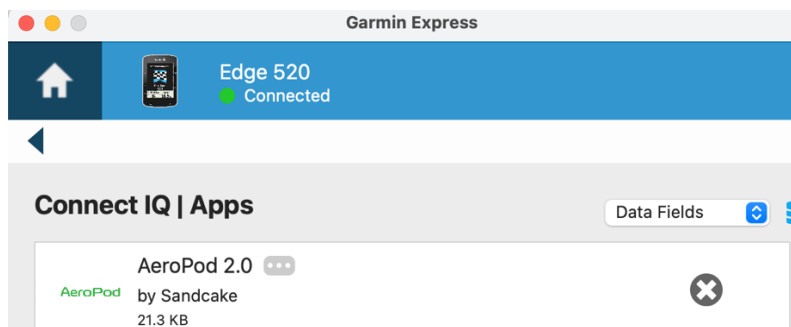 Garmin Express
Edge 520
Connected
Connect IQ | Apps
Data Fields
AeroPod 2.0
AeroPod
by Sandcake
21.3 KB